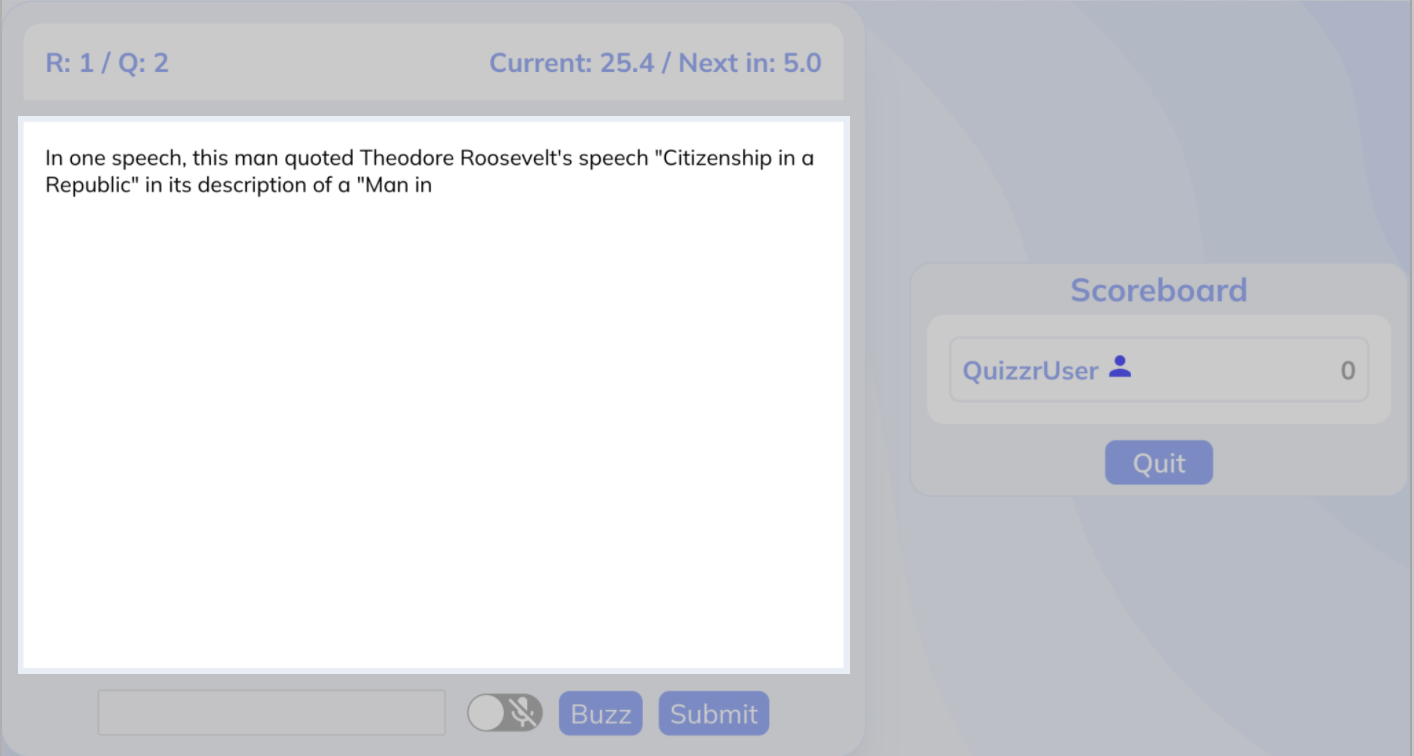 R: 1 / Q: 2
Current: 25.4 / Next in: 5.0
In one speech, this man quoted Theodore Roosevelt's speech "Citizenship in a
Republic" in its description of a "Man in
Scoreboard
QuizzrUser 0
Quit
Buzz
Submit